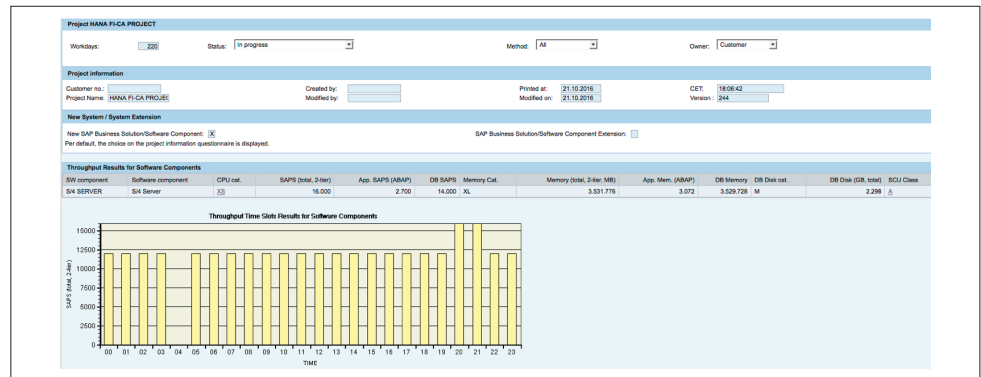 Project HANA FI-CA PROJECT
Workdays: 220 Status: In progress Method: All Owner: Customer
Project information
Customer no.: Created by: Printed at: 21.10.2016 CET: 18:06:42
Project Name: HANA FI-CA PROJE( Modified by: Modified on: 21.10.2016 Version : 244
New System / System Extension
New SAP Business Solution/Software Component: X SAP Business Solution/Software Component Extension:
Per default, the choice on the project information questionnaire is displayed.
Throughput Results for Software Components
SW component Software component CPU cat. SAPS (total, 2-tier) App. SAPS (ABAP) DB SAPS Memory Cat. Memory (total, 2-tier, MB) App. Mem. (ABAP) DB Memory DB Disk cat. DB Disk (GB, total) SCU Class
S/4 SERVER S/4 Server XS 16.000 2.700 14.000 XL 3.531.776 3.072 3.529.728 M 2.298 A
Throughput Time Slots Results for Software Components
SAPS (total, 2-tier)
15000
12500
10000
7500
5000
2500
0
00 01 02 03 04 05 06 07 08 09 10 11 12 13 14 15 16 17 18 19 20 21 22 23
TIME